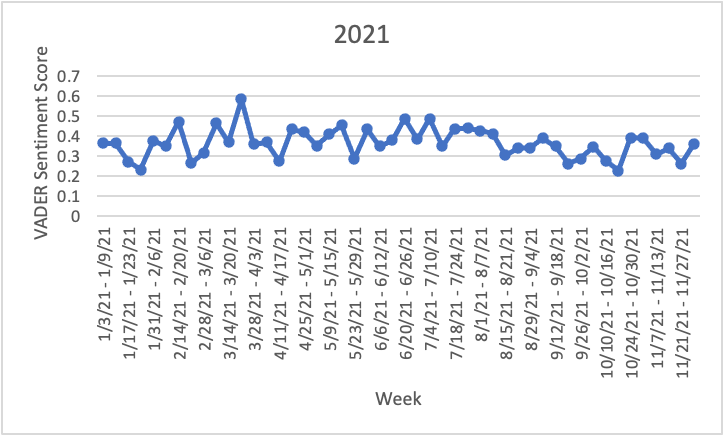 2021
VADER Sentiment Score
0.7
0.6
0.5
0.4
0.3
0.2
0.1
0
1/3/21 - 1/9/21
1/17/21 - 1/23/21
1/31/21 - 2/6/21
2/14/21 - 2/20/21
2/28/21 - 3/6/21
3/14/21 - 3/20/21
3/28/21 - 4/3/21
4/11/21 - 4/17/21
4/25/21 - 5/1/21
5/9/21 - 5/15/21
5/23/21 - 5/29/21
6/6/21 - 6/12/21
6/20/21 - 6/26/21
7/4/21 - 7/10/21
7/18/21 - 7/24/21
8/1/21 - 8/7/21
8/15/21 - 8/21/21
8/29/21 - 9/4/21
9/12/21 - 9/18/21
9/26/21 - 10/2/21
10/10/21 - 10/16/21
10/24/21 - 10/30/21
11/7/21 - 11/13/21
11/21/21 - 11/27/21
Week